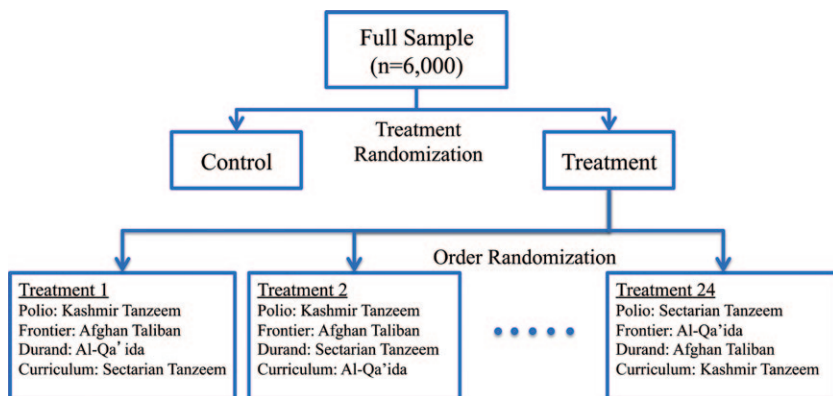 Full Sample
(n=6,000)
Treatment
Randomization
Control
Treatment
Order Randomization
Treatment 1
Polio: Kashmir Tanzeem
Frontier: Afghan Taliban
Durand: Al-Qa'ida
Curriculum: Sectarian Tanzeem
Treatment 2
Polio: Kashmir Tanzeem
Frontier: Afghan Taliban
Durand: Sectarian Tanzeem
Curriculum: Al-Qa'ida
Treatment 24
Polio: Sectarian Tanzeem
Frontier: Al-Qa'ida
Durand: Afghan Taliban
Curriculum: Kashmir Tanzeem